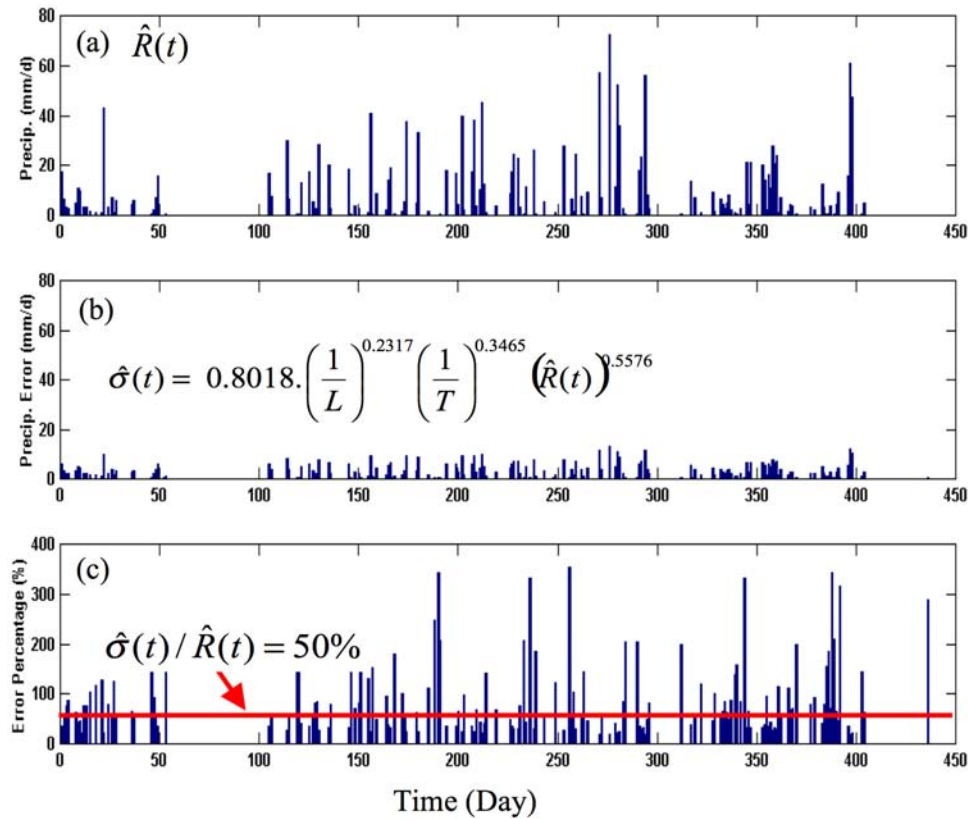 (a) R̂(t)
Precip. (mm/d)
80
60
40
20
0
0 50 100 150 200 250 300 350 400 450
(b)
Precip. Error (mm/d)
80
60
40
20
0
σ̂(t) = 0.8018.(1/L)^0.2317 (1/T)^0.3465 (R̂(t))^0.5576
0 50 100 150 200 250 300 350 400 450
(c)
Error Percentage (%)
400
300
200
100
0
σ̂(t) / R̂(t) = 50%
0 50 100 150 200 250 300 350 400 450
Time (Day)